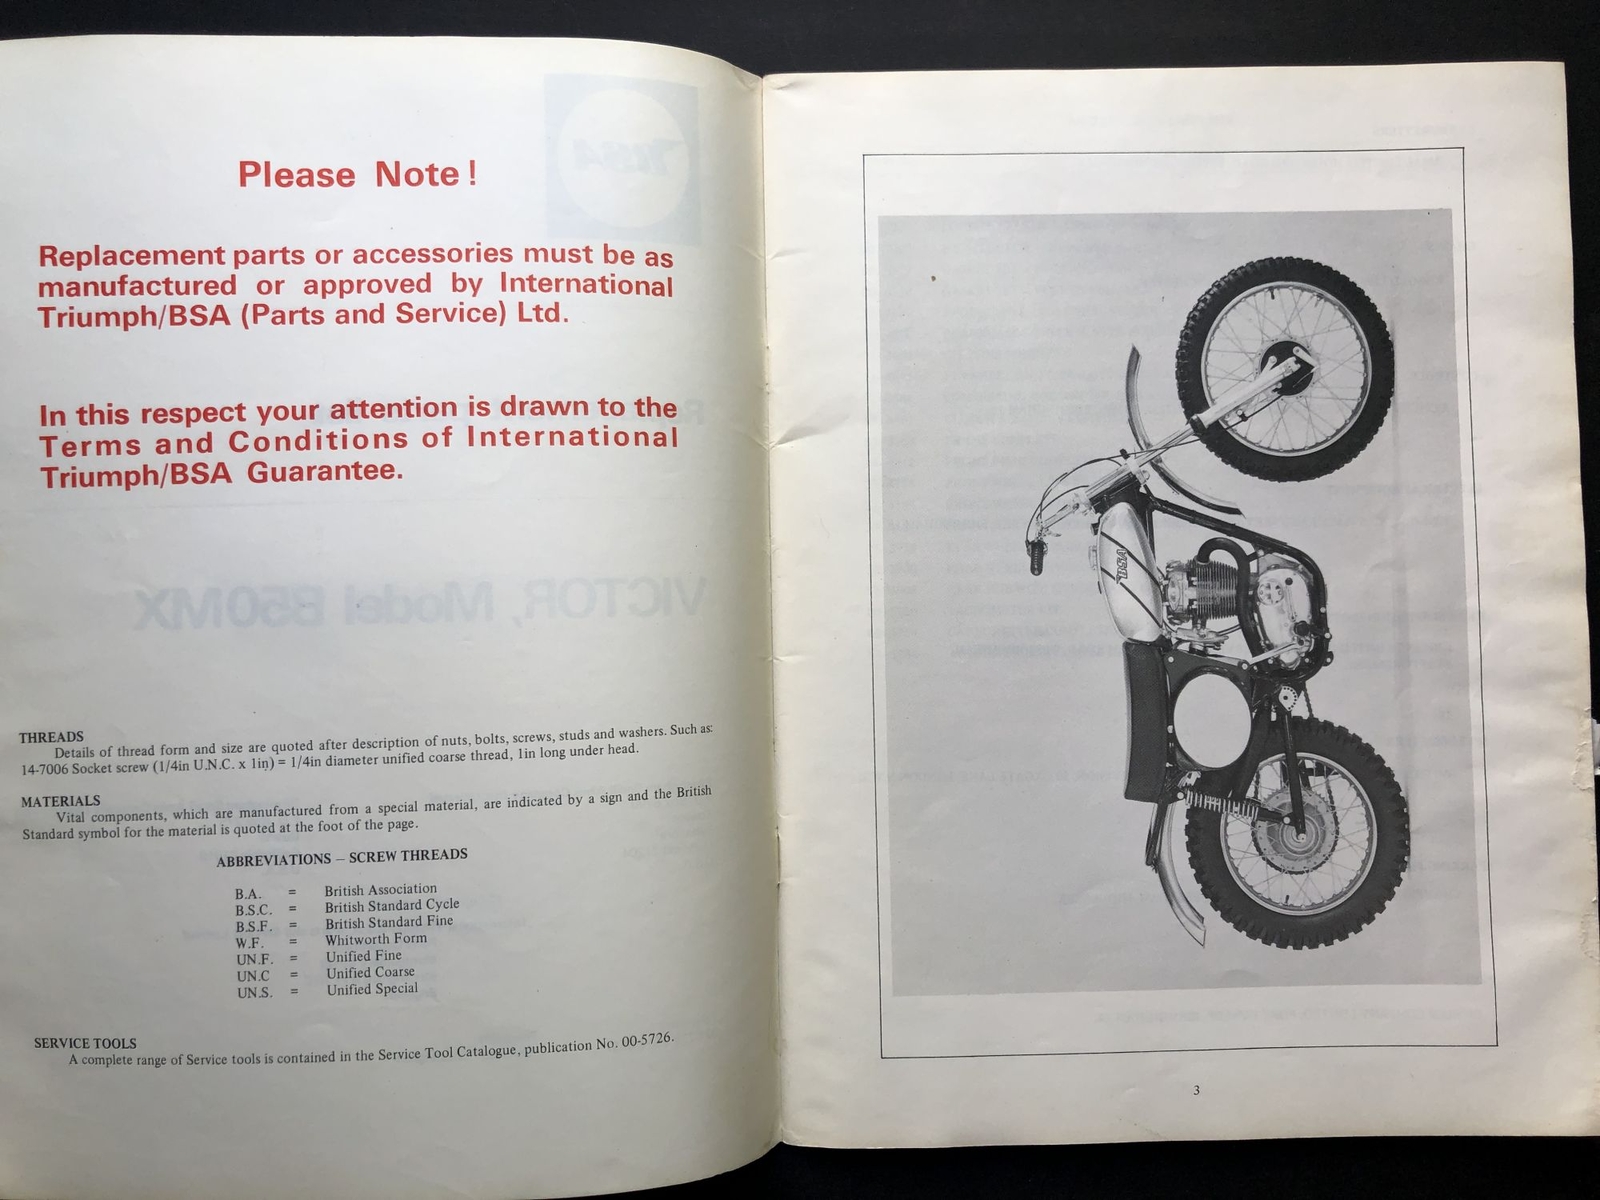 Please Note!
Replacement parts or accessories must be as
manufactured or approved by International
Triumph/BSA (Parts and Service) Ltd.
In this respect your attention is drawn to the
Terms and Conditions of International
Triumph/BSA Guarantee.
VICTOR, Model B50MX
THREADS
Details of thread form and size are quoted after description of nuts, bolts, screws, studs and washers. Such as:
14-7006 Socket screw (1/4in U.N.C. x 1in) = 1/4in diameter unified coarse thread, 1in long under head.
MATERIALS
Vital components, which are manufactured from a special material, are indicated by a sign and the British
Standard symbol for the material is quoted at the foot of the page.
ABBREVIATIONS – SCREW THREADS
B.A. = British Association
B.S.C. = British Standard Cycle
B.S.F. = British Standard Fine
W.F. = Whitworth Form
UN.F. = Unified Fine
UN.C = Unified Coarse
UN.S. = Unified Special
SERVICE TOOLS
A complete range of Service tools is contained in the Service Tool Catalogue, publication No. 00-5726.
BSA
3